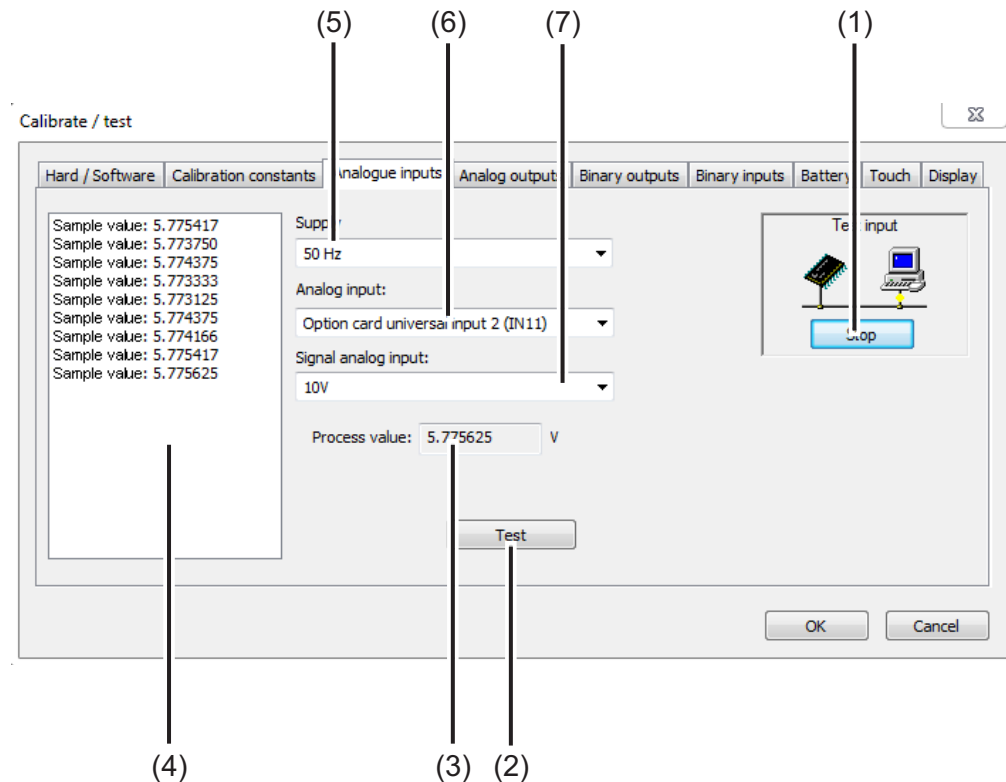 (5) (6) (7) (1)
Calibrate / test
Hard / Software Calibration constants Analogue inputs Analog outputs Binary outputs Binary inputs Battery Touch Display
Sample value: 5.775417
Sample value: 5.773750
Sample value: 5.774375
Sample value: 5.773333
Sample value: 5.773125
Sample value: 5.774375
Sample value: 5.774166
Sample value: 5.775417
Sample value: 5.775625
Supply
50 Hz
Analog input:
Option card universal input 2 (IN11)
Signal analog input:
10V
Process value: 5.775625 V
Test
Test input
Stop
OK Cancel
(4) (3) (2)